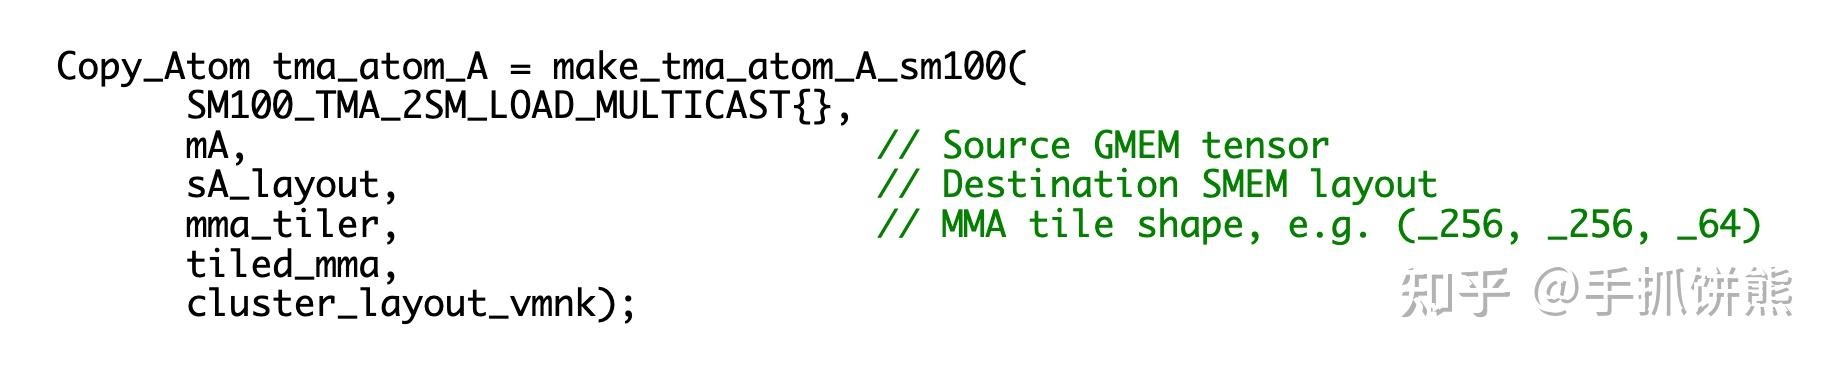 Copy_Atom tma_atom_A = make_tma_atom_A_sm100(
SM100_TMA_2SM_LOAD_MULTICAST{},
mA, // Source GMEM tensor
sA_layout, // Destination SMEM layout
mma_tiler, // MMA tile shape, e.g. (_256, _256, _64)
tiled_mma,
cluster_layout_vmnk);
知乎 @手抓饼熊